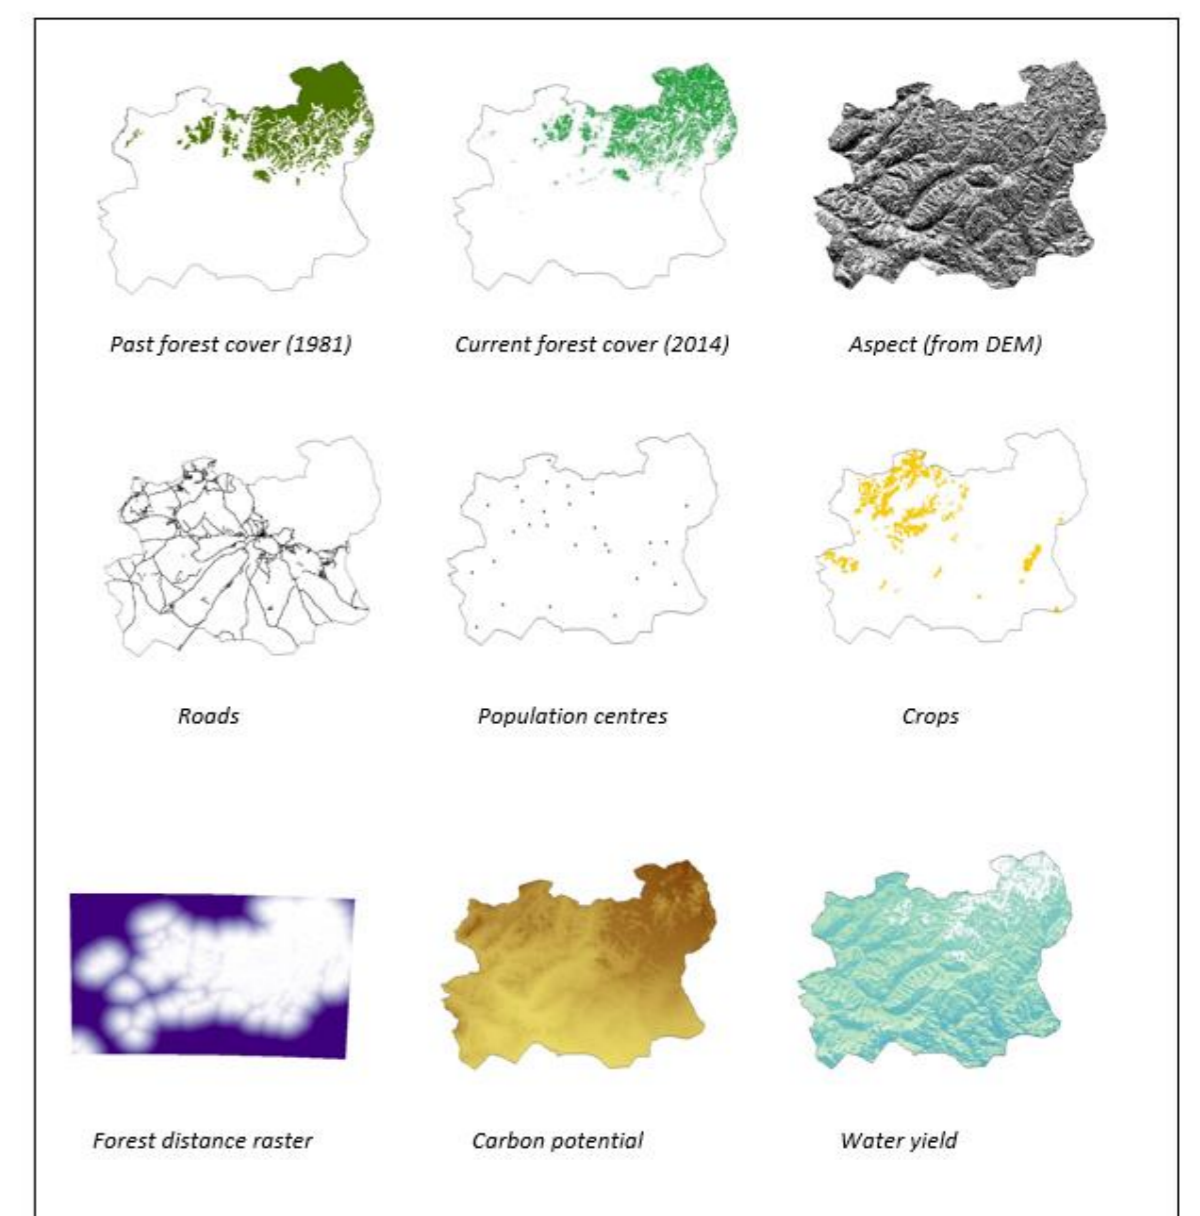 Past forest cover (1981)
Current forest cover (2014)
Aspect (from DEM)
Roads
Population centres
Crops
Forest distance raster
Carbon potential
Water yield